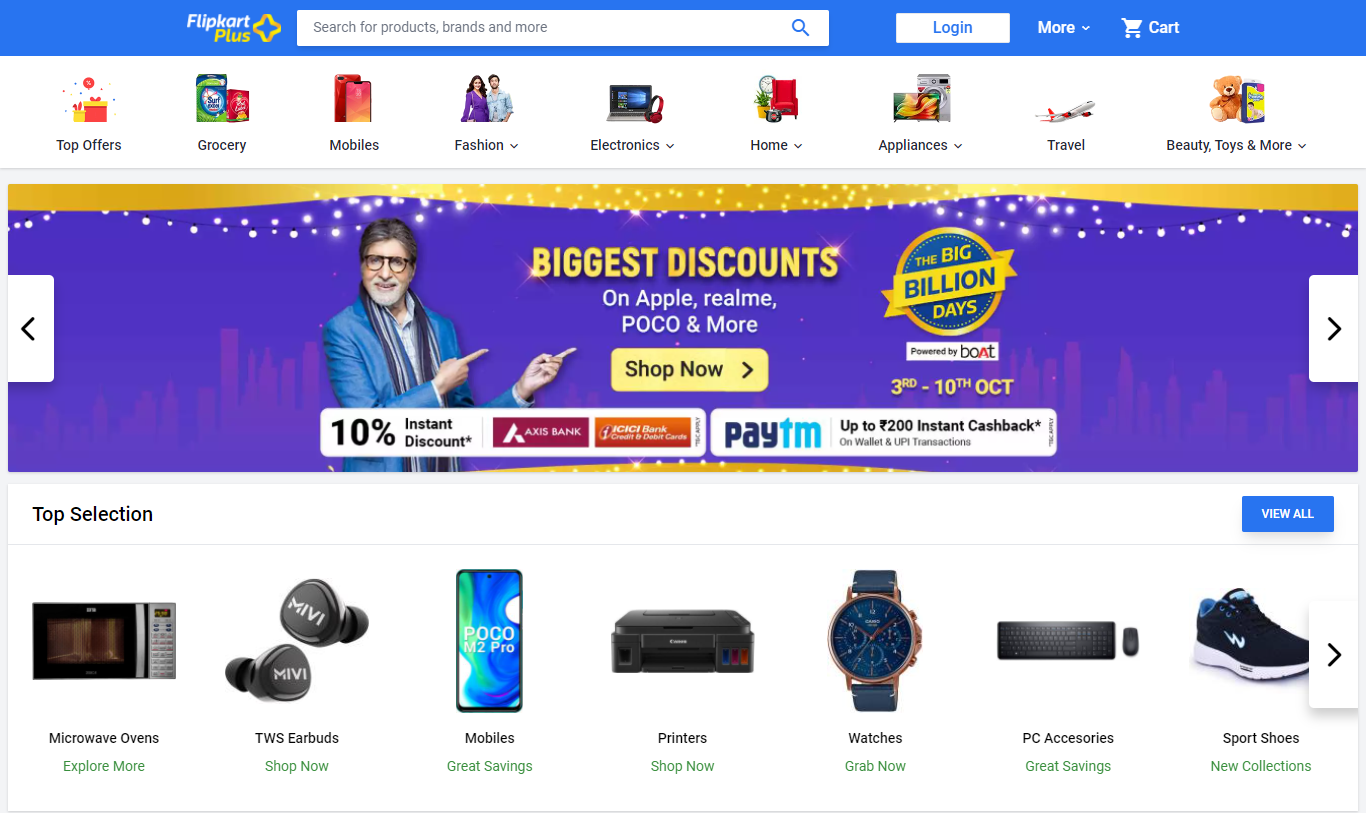 Flipkart
Plus
Search for products, brands and more
Login
More
Cart
Top Offers
Grocery
Mobiles
Fashion
Electronics
Home
Appliances
Travel
Beauty, Toys & More
BIGGEST DISCOUNTS
On Apple, realme,
POCO & More
Shop Now
THE BIG
BILLION
DAYS
Powered by boAt
3RD - 10TH OCT
10% Instant
Discount*
AXIS BANK
ICICI Bank
Credit & Debit Cards
*T&C APPLY
paytm
Up to ₹200 Instant Cashback*
On Wallet & UPI Transactions
*T&C APPLY
Top Selection
VIEW ALL
MIVI
MIVI
POCO
M2 Pro
Canon
CASIO
Microwave Ovens
TWS Earbuds
Mobiles
Printers
Watches
PC Accesories
Sport Shoes
Explore More
Shop Now
Great Savings
Shop Now
Grab Now
Great Savings
New Collections